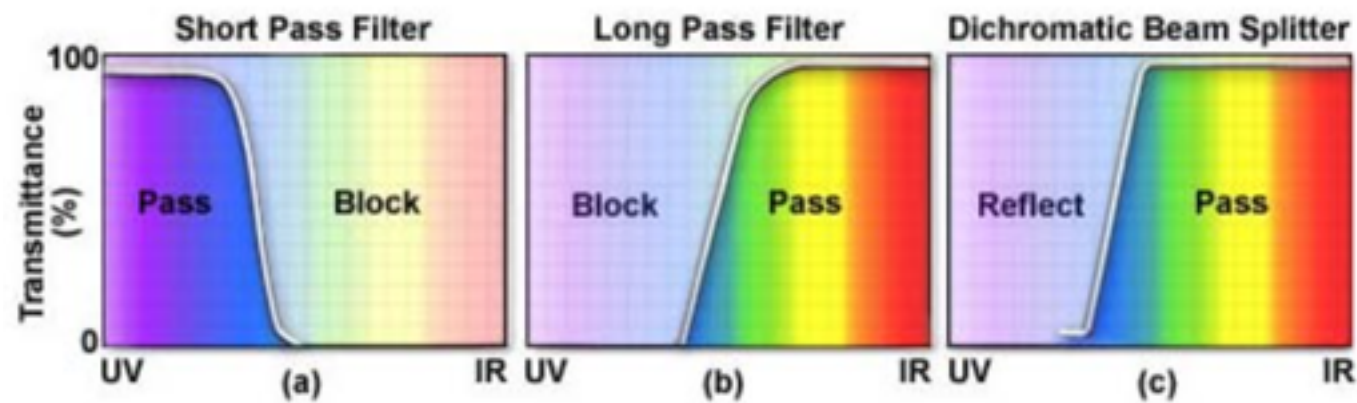 Short Pass Filter
Long Pass Filter
Dichromatic Beam Splitter
100
Transmittance
(%)
0
Pass
Block
Block
Pass
Reflect
Pass
UV
(a)
IR
UV
(b)
IR
UV
(c)
IR